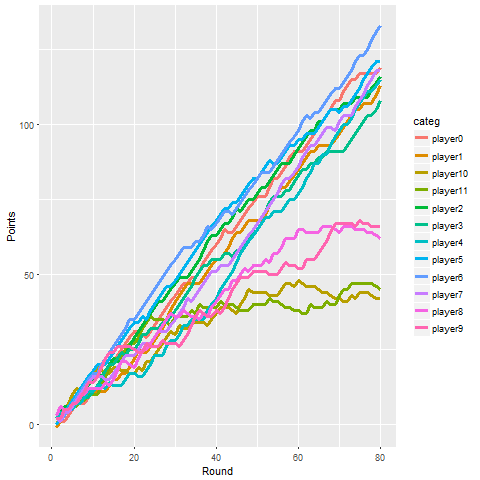 100
50
0
0
20
40
60
80
Round
Points
categ
player0
player1
player10
player11
player2
player3
player4
player5
player6
player7
player8
player9